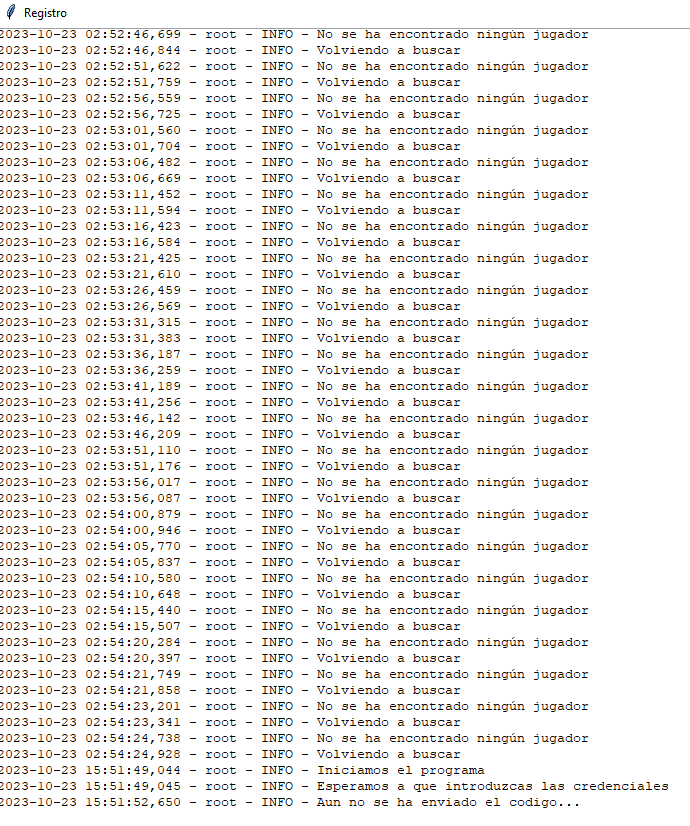 Registro
2023-10-23 02:52:46,699 - root - INFO - No se ha encontrado ningún jugador
2023-10-23 02:52:46,844 - root - INFO - Volviendo a buscar
2023-10-23 02:52:51,622 - root - INFO - No se ha encontrado ningún jugador
2023-10-23 02:52:51,759 - root - INFO - Volviendo a buscar
2023-10-23 02:52:56,559 - root - INFO - No se ha encontrado ningún jugador
2023-10-23 02:52:56,725 - root - INFO - Volviendo a buscar
2023-10-23 02:53:01,560 - root - INFO - No se ha encontrado ningún jugador
2023-10-23 02:53:01,704 - root - INFO - Volviendo a buscar
2023-10-23 02:53:06,482 - root - INFO - No se ha encontrado ningún jugador
2023-10-23 02:53:06,669 - root - INFO - Volviendo a buscar
2023-10-23 02:53:11,452 - root - INFO - No se ha encontrado ningún jugador
2023-10-23 02:53:11,594 - root - INFO - Volviendo a buscar
2023-10-23 02:53:16,423 - root - INFO - No se ha encontrado ningún jugador
2023-10-23 02:53:16,584 - root - INFO - Volviendo a buscar
2023-10-23 02:53:21,425 - root - INFO - No se ha encontrado ningún jugador
2023-10-23 02:53:21,610 - root - INFO - Volviendo a buscar
2023-10-23 02:53:26,459 - root - INFO - No se ha encontrado ningún jugador
2023-10-23 02:53:26,569 - root - INFO - Volviendo a buscar
2023-10-23 02:53:31,315 - root - INFO - No se ha encontrado ningún jugador
2023-10-23 02:53:31,383 - root - INFO - Volviendo a buscar
2023-10-23 02:53:36,187 - root - INFO - No se ha encontrado ningún jugador
2023-10-23 02:53:36,259 - root - INFO - Volviendo a buscar
2023-10-23 02:53:41,189 - root - INFO - No se ha encontrado ningún jugador
2023-10-23 02:53:41,256 - root - INFO - Volviendo a buscar
2023-10-23 02:53:46,142 - root - INFO - No se ha encontrado ningún jugador
2023-10-23 02:53:46,209 - root - INFO - Volviendo a buscar
2023-10-23 02:53:51,110 - root - INFO - No se ha encontrado ningún jugador
2023-10-23 02:53:51,176 - root - INFO - Volviendo a buscar
2023-10-23 02:53:56,017 - root - INFO - No se ha encontrado ningún jugador
2023-10-23 02:53:56,087 - root - INFO - Volviendo a buscar
2023-10-23 02:54:00,879 - root - INFO - No se ha encontrado ningún jugador
2023-10-23 02:54:00,946 - root - INFO - Volviendo a buscar
2023-10-23 02:54:05,770 - root - INFO - No se ha encontrado ningún jugador
2023-10-23 02:54:05,837 - root - INFO - Volviendo a buscar
2023-10-23 02:54:10,580 - root - INFO - No se ha encontrado ningún jugador
2023-10-23 02:54:10,648 - root - INFO - Volviendo a buscar
2023-10-23 02:54:15,440 - root - INFO - No se ha encontrado ningún jugador
2023-10-23 02:54:15,507 - root - INFO - Volviendo a buscar
2023-10-23 02:54:20,284 - root - INFO - No se ha encontrado ningún jugador
2023-10-23 02:54:20,397 - root - INFO - Volviendo a buscar
2023-10-23 02:54:21,749 - root - INFO - No se ha encontrado ningún jugador
2023-10-23 02:54:21,858 - root - INFO - Volviendo a buscar
2023-10-23 02:54:23,201 - root - INFO - No se ha encontrado ningún jugador
2023-10-23 02:54:23,341 - root - INFO - Volviendo a buscar
2023-10-23 02:54:24,738 - root - INFO - No se ha encontrado ningún jugador
2023-10-23 02:54:24,928 - root - INFO - Volviendo a buscar
2023-10-23 15:51:49,044 - root - INFO - Iniciamos el programa
2023-10-23 15:51:49,045 - root - INFO - Esperamos a que introduzcas las credenciales
2023-10-23 15:51:52,650 - root - INFO - Aun no se ha enviado el codigo...